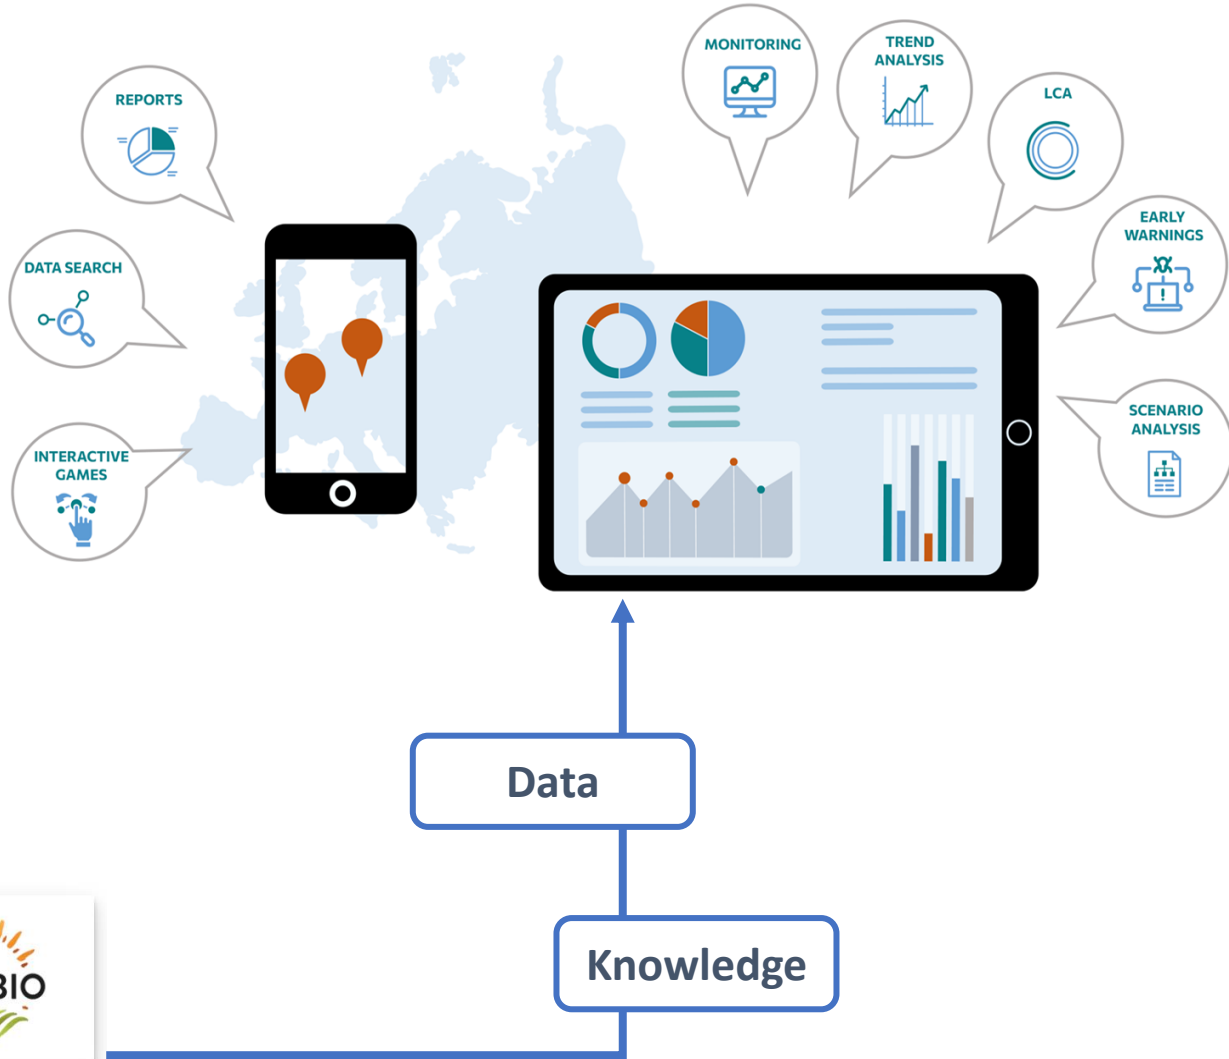 MONITORING
TREND
ANALYSIS
LCA
REPORTS
EARLY
WARNINGS
DATA SEARCH
SCENARIO
ANALYSIS
INTERACTIVE
GAMES
Data
Knowledge
BIO